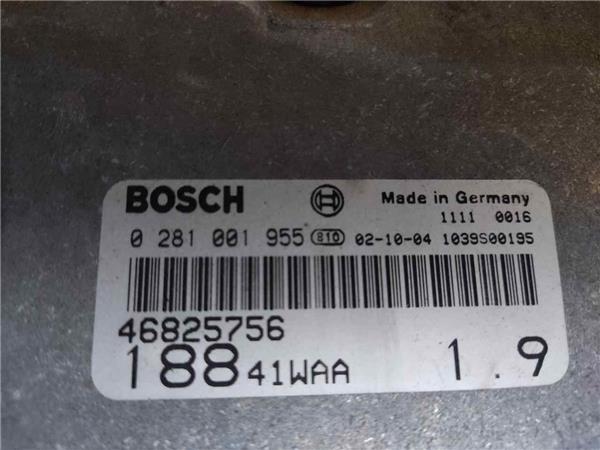 BOSCH Made in Germany
1111 0016
0 281 001 955 810 02-10-04 1039S00195
46825756
188 41WAA 1.9